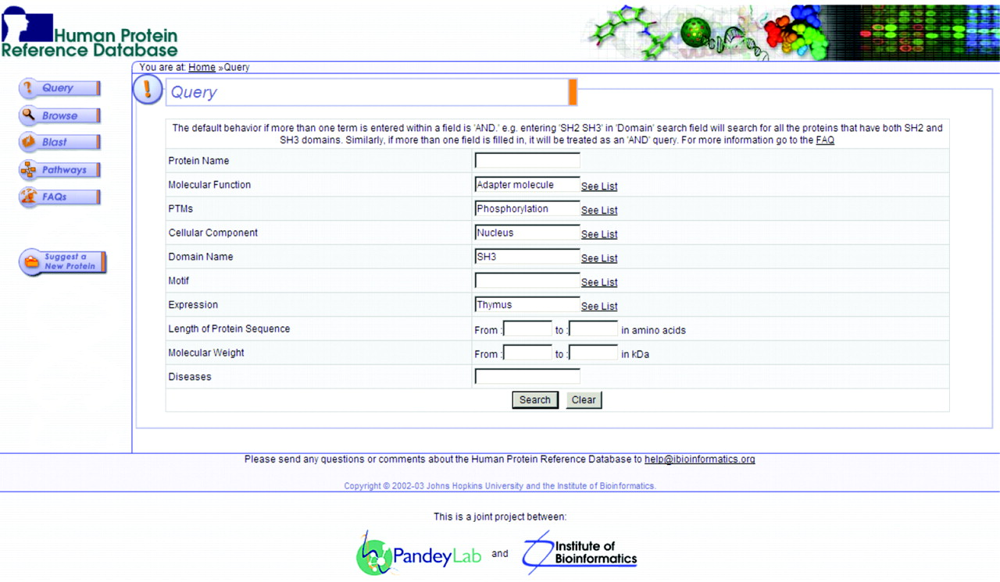 Human Protein
Reference Database
You are at: Home »Query
Query
Browse
Blast
Pathways
FAQs
Suggest a
New Protein
Query
The default behavior if more than one term is entered within a field is 'AND.' e.g. entering 'SH2 SH3' in 'Domain' search field will search for all the proteins that have both SH2 and
SH3 domains. Similarly, if more than one field is filled in, it will be treated as an 'AND' query. For more information go to the FAQ
Protein Name
Molecular Function Adapter molecule See List
PTMs Phosphorylation See List
Cellular Component Nucleus See List
Domain Name SH3 See List
Motif See List
Expression Thymus See List
Length of Protein Sequence From : to : in amino acids
Molecular Weight From : to : in kDa
Diseases
Search Clear
Please send any questions or comments about the Human Protein Reference Database to help@ibioinformatics.org
Copyright © 2002-03 Johns Hopkins University and the Institute of Bioinformatics.
This is a joint project between:
PandeyLab and Institute of
Bioinformatics